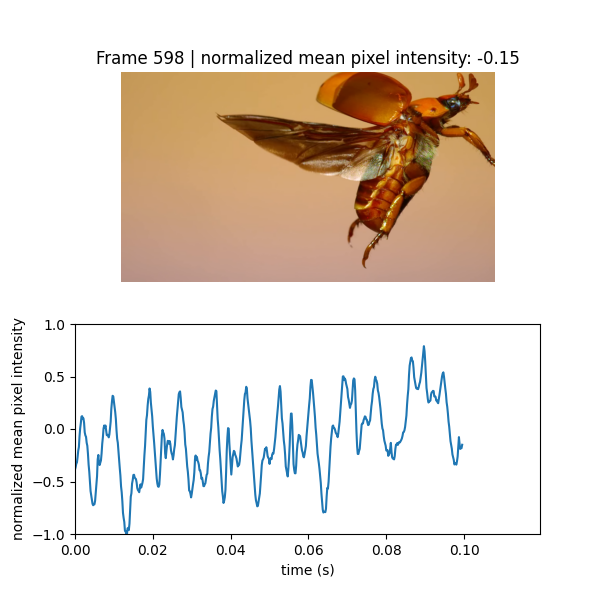 Frame 598 | normalized mean pixel intensity: -0.15
normalized mean pixel intensity
1.0
0.5
0.0
−0.5
−1.0
0.00 0.02 0.04 0.06 0.08 0.10
time (s)